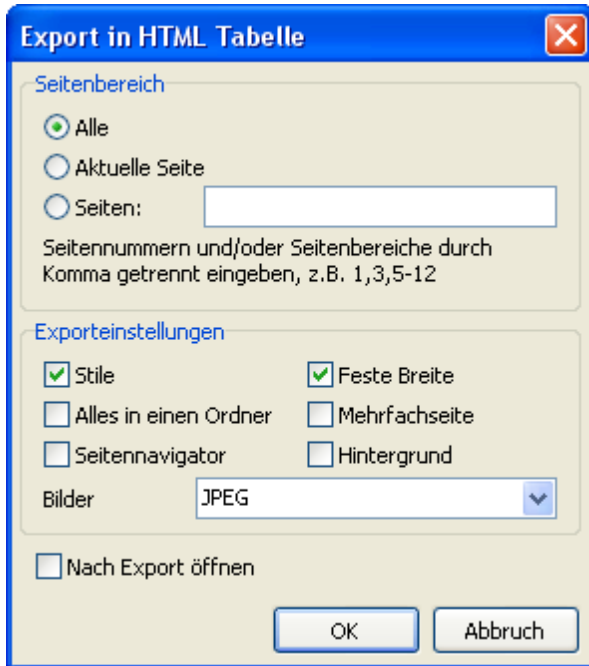 Export in HTML Tabelle
Seitenbereich
Alle
Aktuelle Seite
Seiten:
Seitennummern und/oder Seitenbereiche durch
Komma getrennt eingeben, z.B. 1,3,5-12
Exporteinstellungen
Stile Feste Breite
Alles in einen Ordner Mehrfachseite
Seitennavigator Hintergrund
Bilder JPEG
Nach Export öffnen
OK Abbruch